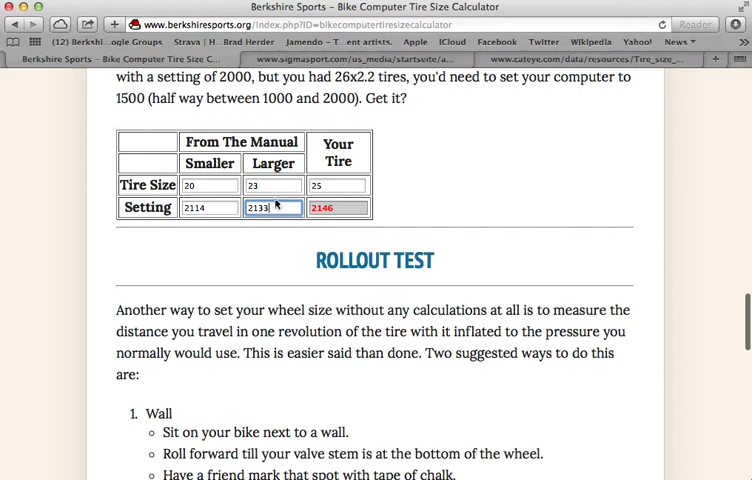 Berkshire Sports – Bike Computer Tire Size Calculator
www.berkshiresports.org/index.php?ID=bikecomputertiresizecalculator
Reader
(12) Berkshi...ogle Groups Strava | H...Brad Herder Jamendo – T...ent artists. Apple iCloud Facebook Twitter Wikipedia Yahoo! News
Berkshire Sports – Bike Computer Tire Size C... www.sigmasport.com/us_media/startseite/a... www.cateye.com/data/resources/Tire_size_... +
with a setting of 2000, but you had 26x2.2 tires, you'd need to set your computer to
1500 (half way between 1000 and 2000). Get it?
From The Manual Your Tire
Smaller Larger
Tire Size 20 23 25
Setting 2114 2133 2146
ROLLOUT TEST
Another way to set your wheel size without any calculations at all is to measure the
distance you travel in one revolution of the tire with it inflated to the pressure you
normally would use. This is easier said than done. Two suggested ways to do this
are:
1. Wall
Sit on your bike next to a wall.
Roll forward till your valve stem is at the bottom of the wheel.
Have a friend mark that spot with tape of chalk.